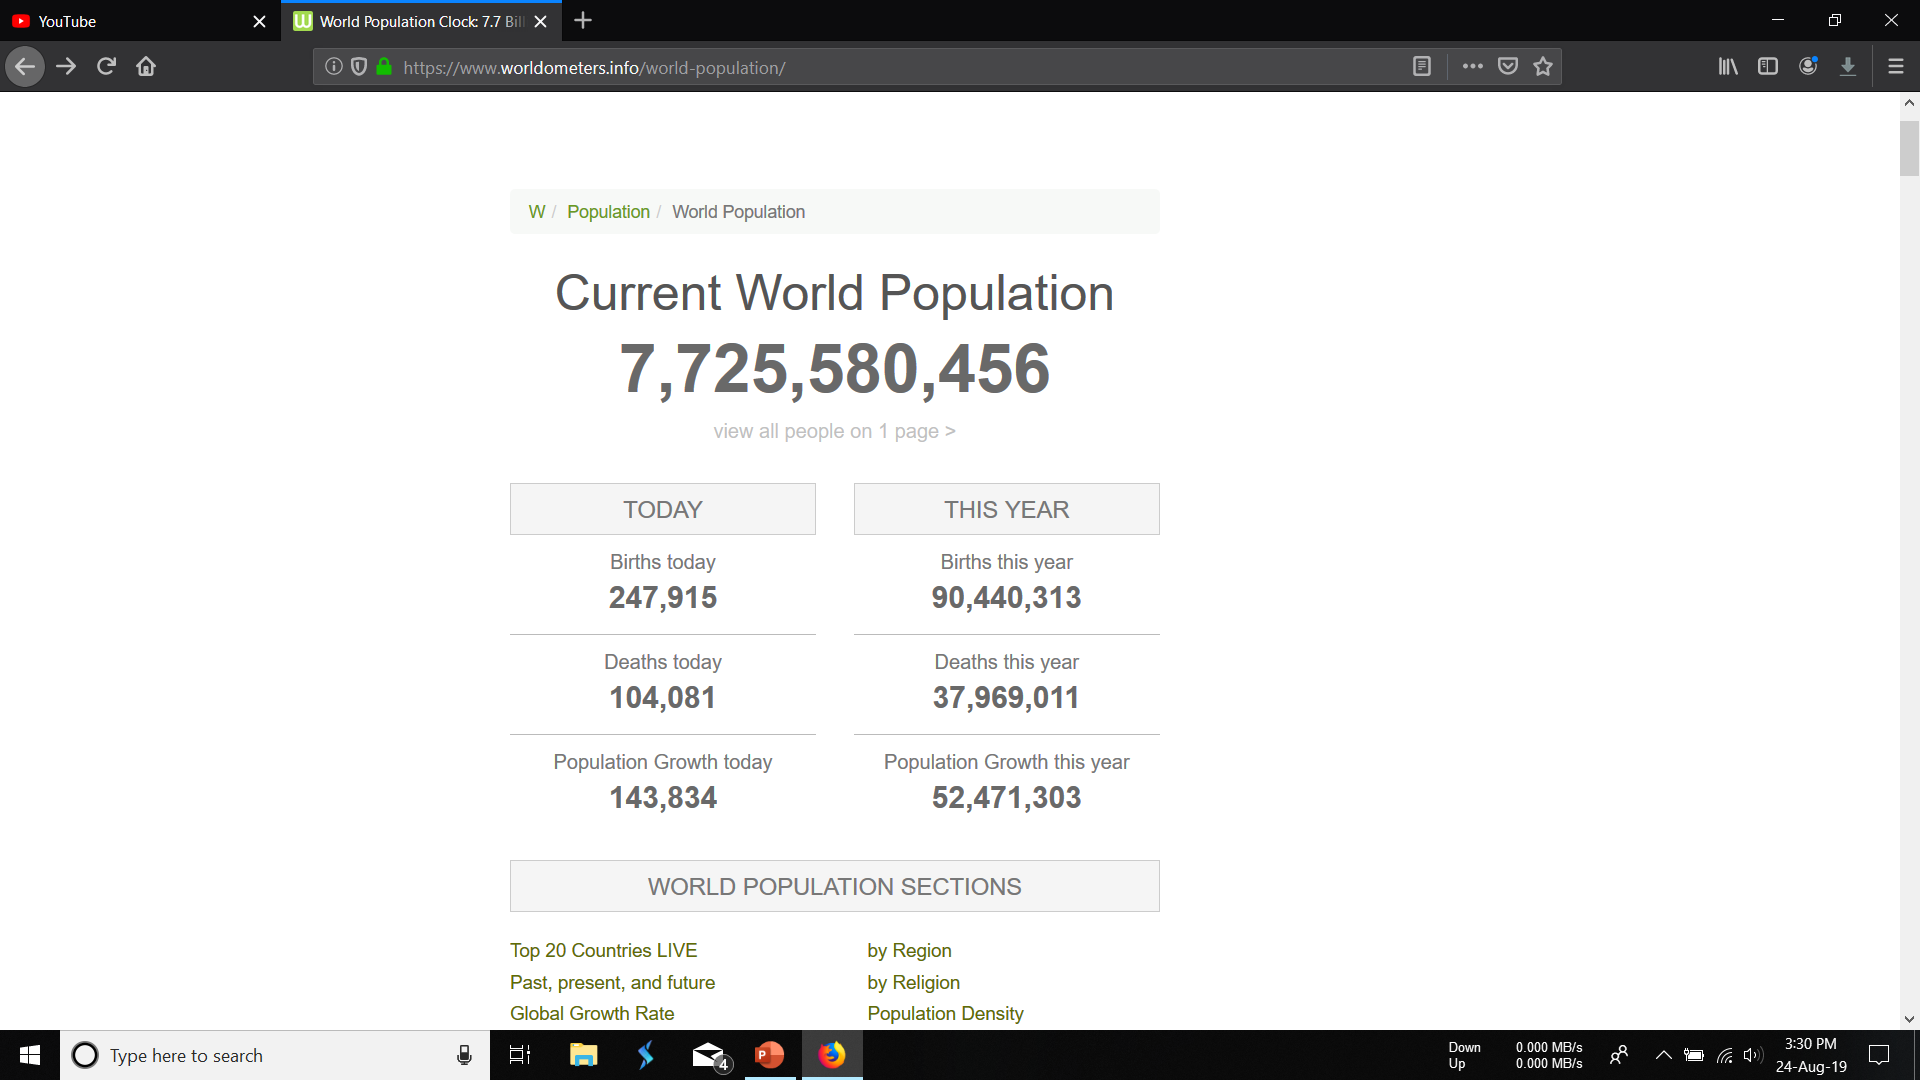 YouTube
World Population Clock: 7.7 Bil
https://www.worldometers.info/world-population/
W / Population / World Population
Current World Population
7,725,580,456
view all people on 1 page >
TODAY
Births today
247,915
Deaths today
104,081
Population Growth today
143,834
THIS YEAR
Births this year
90,440,313
Deaths this year
37,969,011
Population Growth this year
52,471,303
WORLD POPULATION SECTIONS
Top 20 Countries LIVE
Past, present, and future
Global Growth Rate
by Region
by Religion
Population Density
Type here to search
4
Down 0.000 MB/s
Up 0.000 MB/s
3:30 PM
24-Aug-19